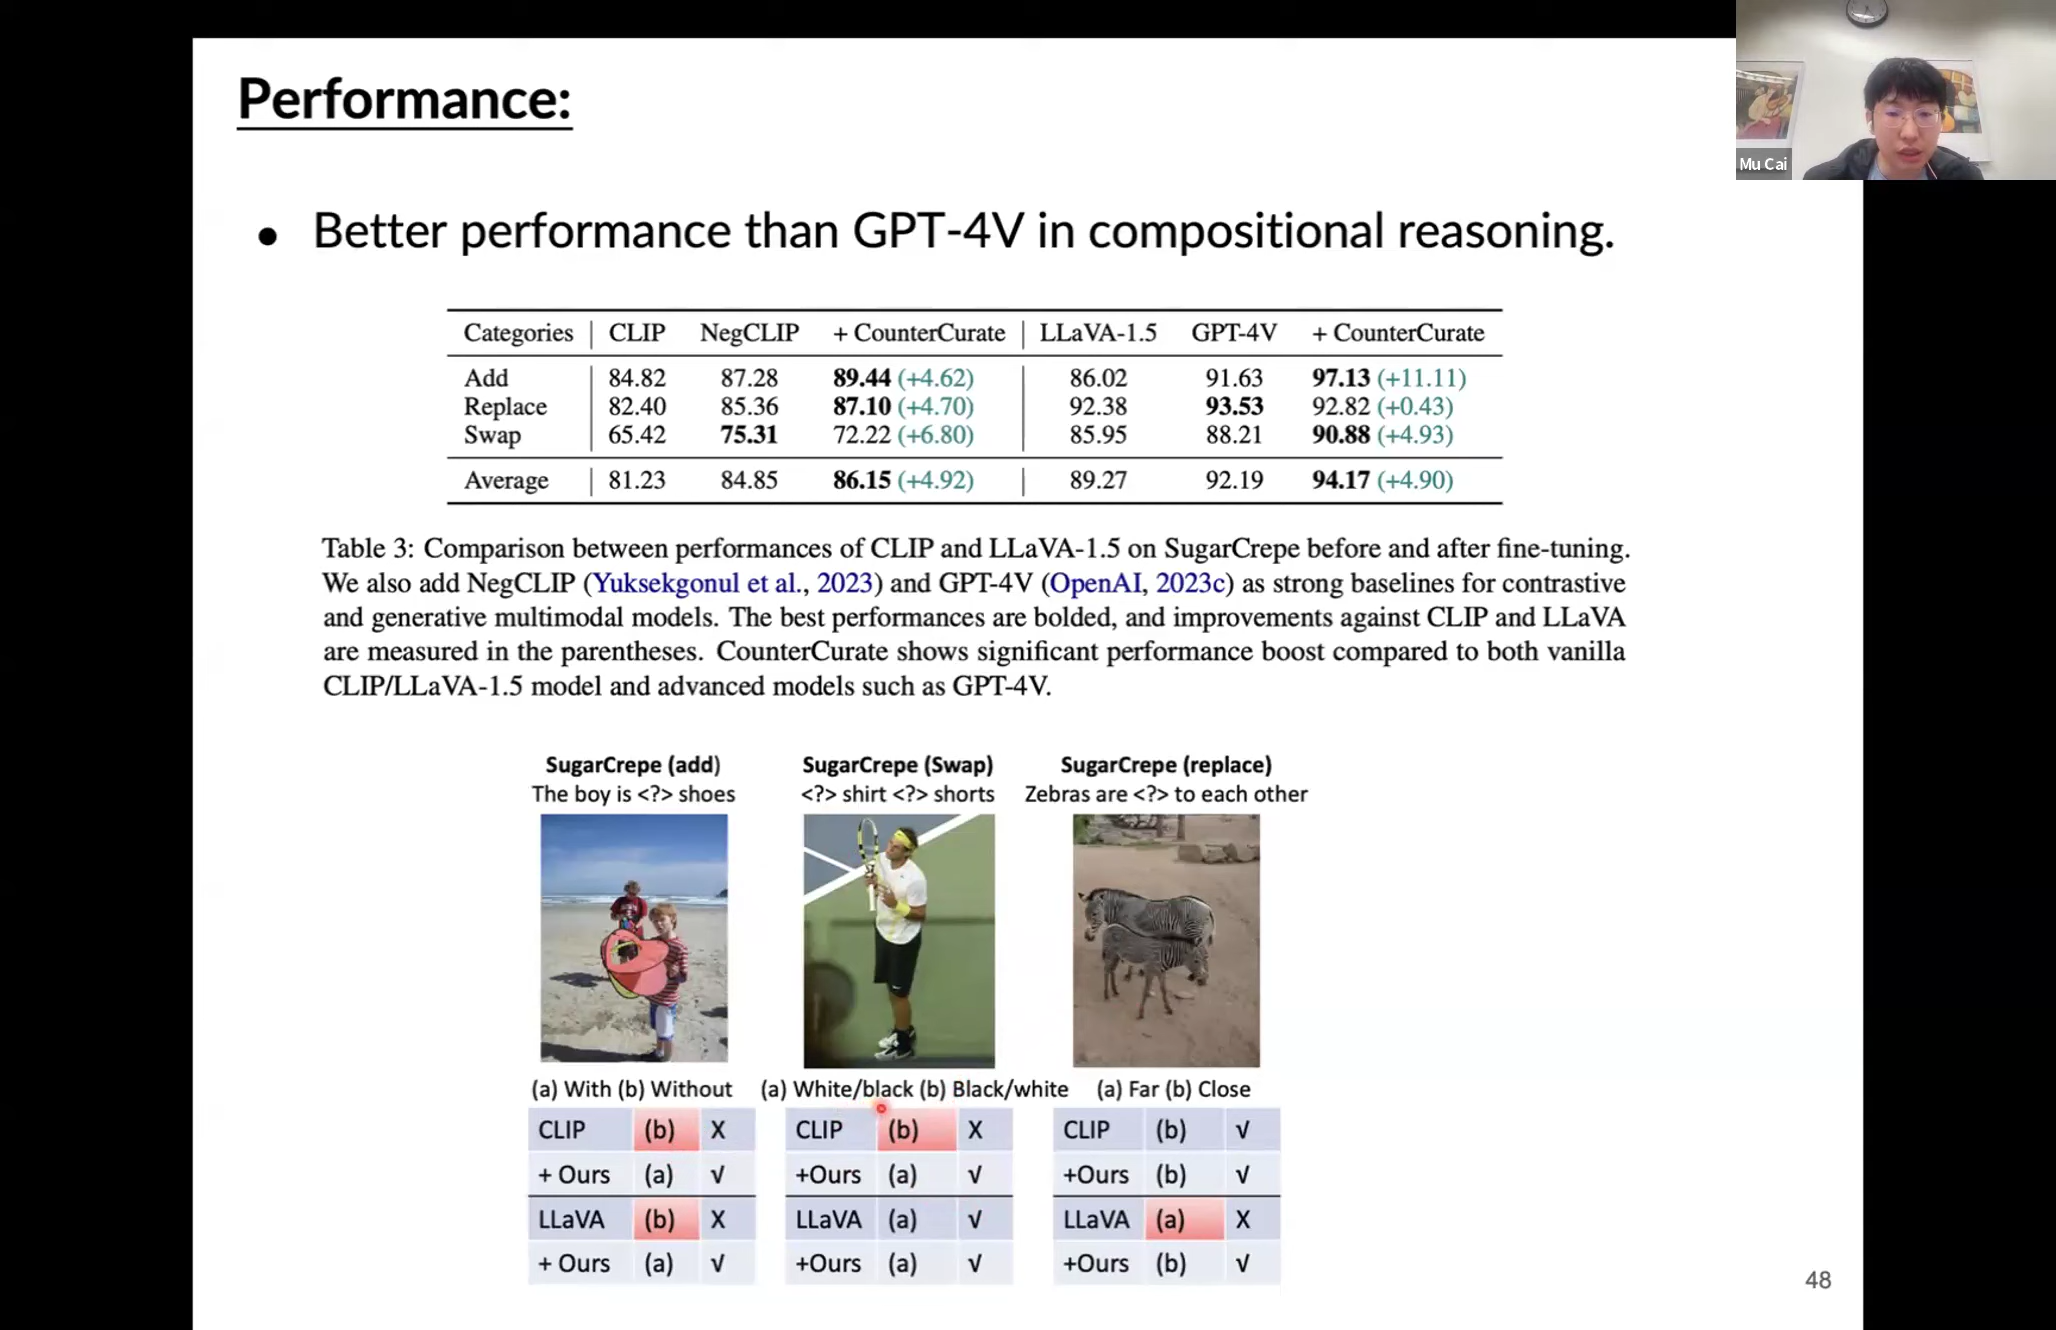 Performance:
Mu Cai
• Better performance than GPT-4V in compositional reasoning.
Categories | CLIP NegCLIP + CounterCurate | LLaVA-1.5 GPT-4V + CounterCurate
Add | 84.82 87.28 89.44 (+4.62) | 86.02 91.63 97.13 (+11.11)
Replace | 82.40 85.36 87.10 (+4.70) | 92.38 93.53 92.82 (+0.43)
Swap | 65.42 75.31 72.22 (+6.80) | 85.95 88.21 90.88 (+4.93)
Average | 81.23 84.85 86.15 (+4.92) | 89.27 92.19 94.17 (+4.90)
Table 3: Comparison between performances of CLIP and LLaVA-1.5 on SugarCrepe before and after fine-tuning.
We also add NegCLIP (Yuksekgonul et al., 2023) and GPT-4V (OpenAI, 2023c) as strong baselines for contrastive
and generative multimodal models. The best performances are bolded, and improvements against CLIP and LLaVA
are measured in the parentheses. CounterCurate shows significant performance boost compared to both vanilla
CLIP/LLaVA-1.5 model and advanced models such as GPT-4V.
SugarCrepe (add)
The boy is <?> shoes
(a) With (b) Without
CLIP (b) X
+ Ours (a) √
LLaVA (b) X
+ Ours (a) √
SugarCrepe (Swap)
<?> shirt <?> shorts
(a) White/black (b) Black/white
CLIP (b) X
+Ours (a) √
LLaVA (a) √
+Ours (a) √
SugarCrepe (replace)
Zebras are <?> to each other
(a) Far (b) Close
CLIP (b) √
+Ours (b) √
LLaVA (a) X
+Ours (b) √
48